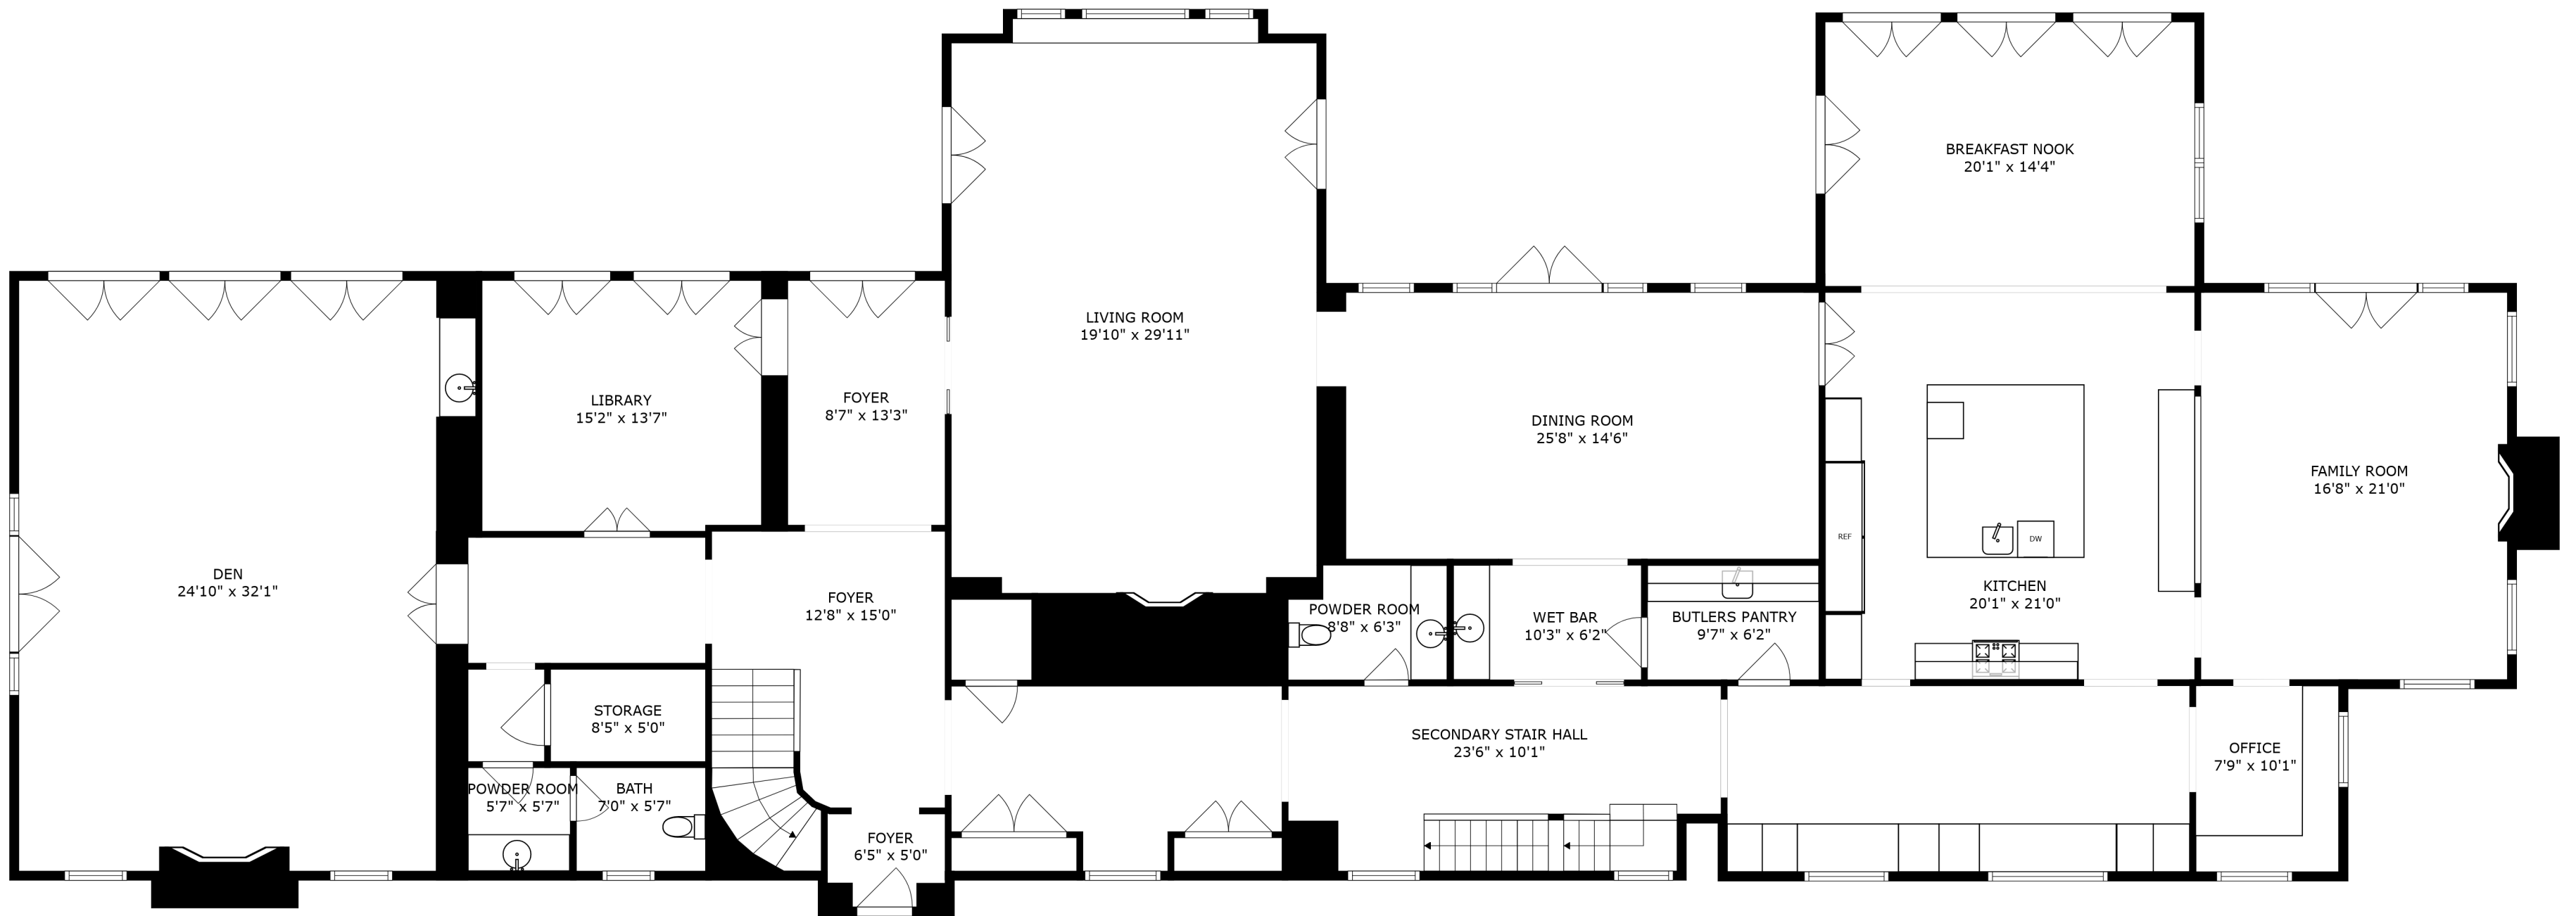 BREAKFAST NOOK
20'1" x 14'4"
LIVING ROOM
19'10" x 29'11"
LIBRARY
15'2" x 13'7"
FOYER
8'7" x 13'3"
DINING ROOM
25'8" x 14'6"
FAMILY ROOM
16'8" x 21'0"
REF
DW
DEN
24'10" x 32'1"
FOYER
12'8" x 15'0"
KITCHEN
20'1" x 21'0"
POWDER ROOM
8'8" x 6'3"
WET BAR
10'3" x 6'2"
BUTLERS PANTRY
9'7" x 6'2"
STORAGE
8'5" x 5'0"
SECONDARY STAIR HALL
23'6" x 10'1"
OFFICE
7'9" x 10'1"
POWDER ROOM
5'7" x 5'7"
BATH
7'0" x 5'7"
FOYER
6'5" x 5'0"